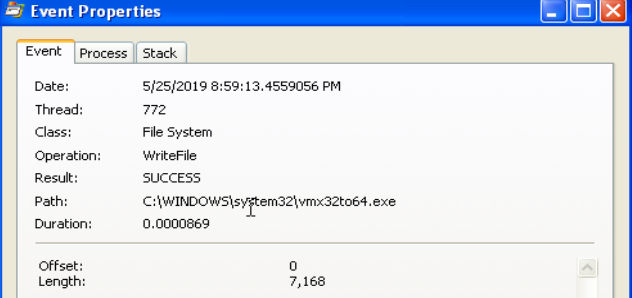 Event Properties
Event Process Stack
Date: 5/25/2019 8:59:13.4559056 PM
Thread: 772
Class: File System
Operation: WriteFile
Result: SUCCESS
Path: C:\WINDOWS\system32\vmx32to64.exe
Duration: 0.0000869
Offset: 0
Length: 7,168